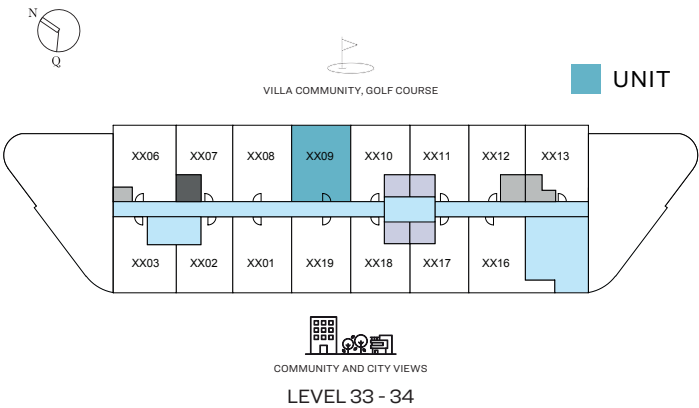 N
Q
VILLA COMMUNITY, GOLF COURSE
UNIT
XX06 XX07 XX08 XX09 XX10 XX11 XX12 XX13
XX03 XX02 XX01 XX19 XX18 XX17 XX16
COMMUNITY AND CITY VIEWS
LEVEL 33 - 34